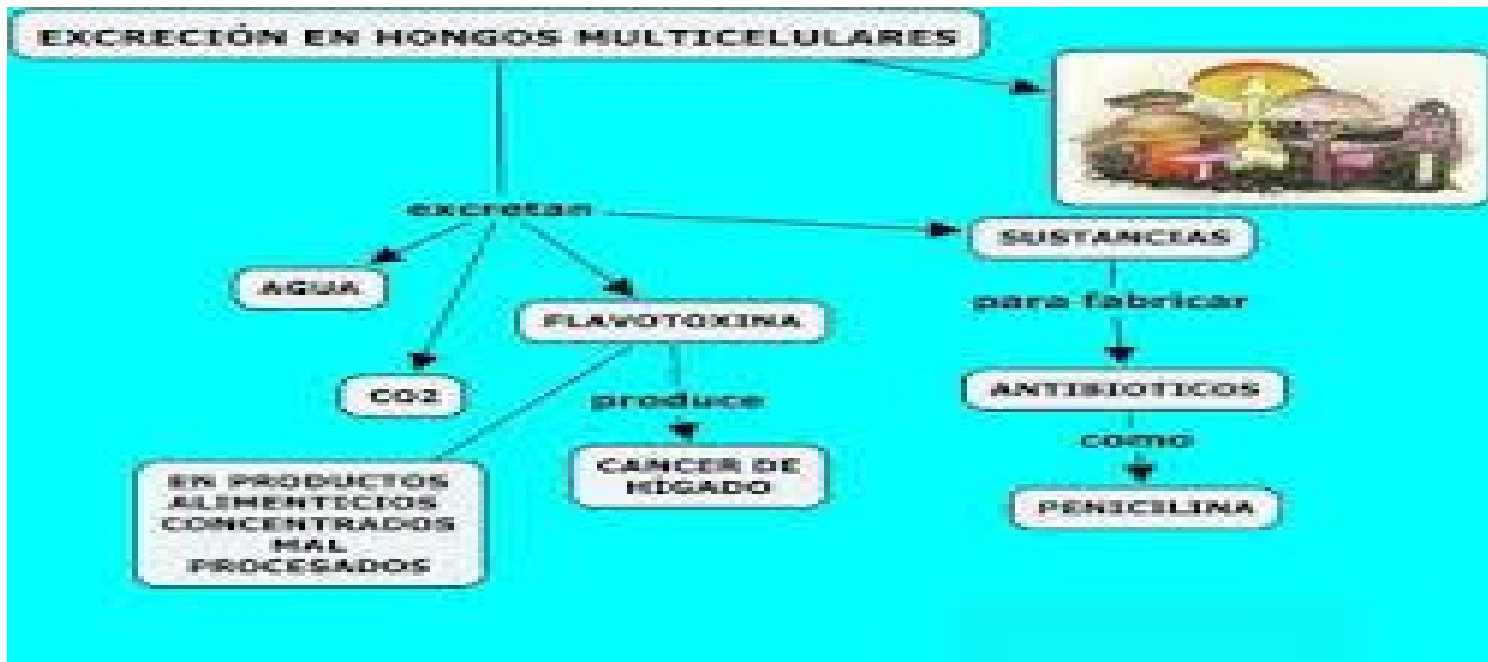 EXCRECIÓN EN HONGOS MULTICELULARES
excretan
AGUA
CO2
FLAVOTOXINA
produce
CANCER DE
HÍGADO
EN PRODUCTOS
ALIMENTICIOS
CONCENTRADOS
MAL
PROCESADOS
SUSTANCIAS
para fabricar
ANTIBIOTICOS
como
PENICILINA